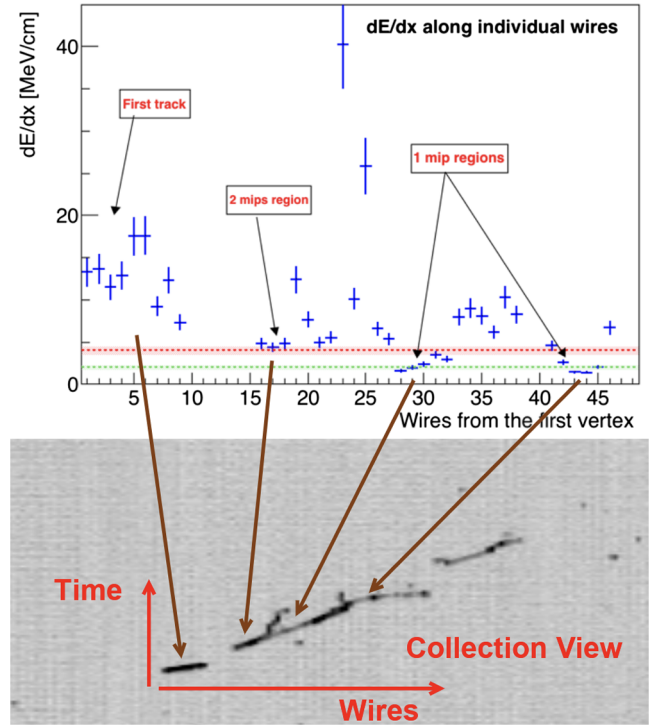 dE/dx along individual wires
dE/dx [MeV/cm]
40
20
0
First track
2 mips region
1 mip regions
5 10 15 20 25 30 35 40 45
Wires from the first vertex
Time
Collection View
Wires